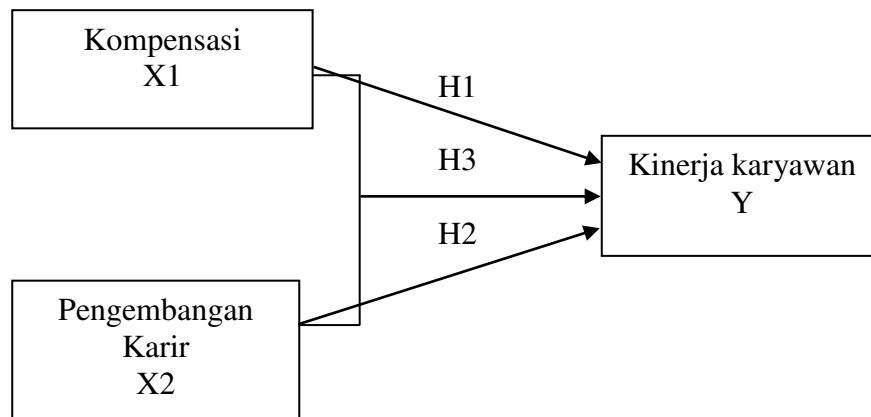 Kompensasi
X1
H1
H3
Kinerja karyawan
Y
H2
Pengembangan
Karir
X2